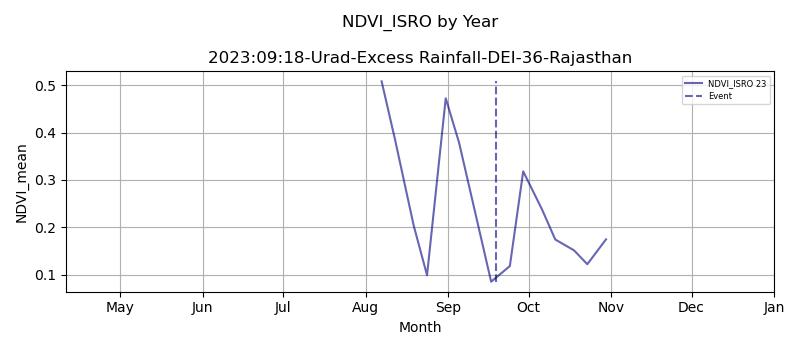 NDVI_ISRO by Year
2023:09:18-Urad-Excess Rainfall-DEI-36-Rajasthan
NDVI_ISRO 23
Event
0.5
0.4
0.3
0.2
0.1
NDVI_mean
May Jun Jul Aug Sep Oct Nov Dec Jan
Month